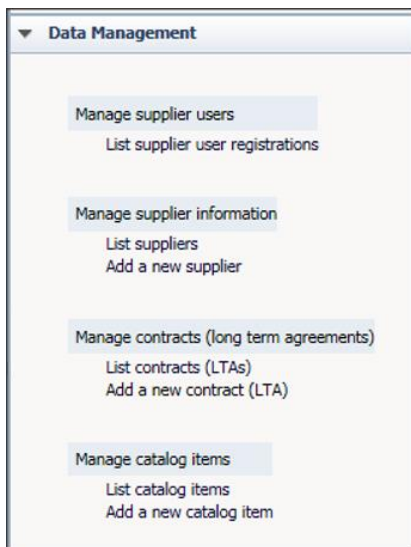 Data Management
Manage supplier users
List supplier user registrations
Manage supplier information
List suppliers
Add a new supplier
Manage contracts (long term agreements)
List contracts (LTAs)
Add a new contract (LTA)
Manage catalog items
List catalog items
Add a new catalog item